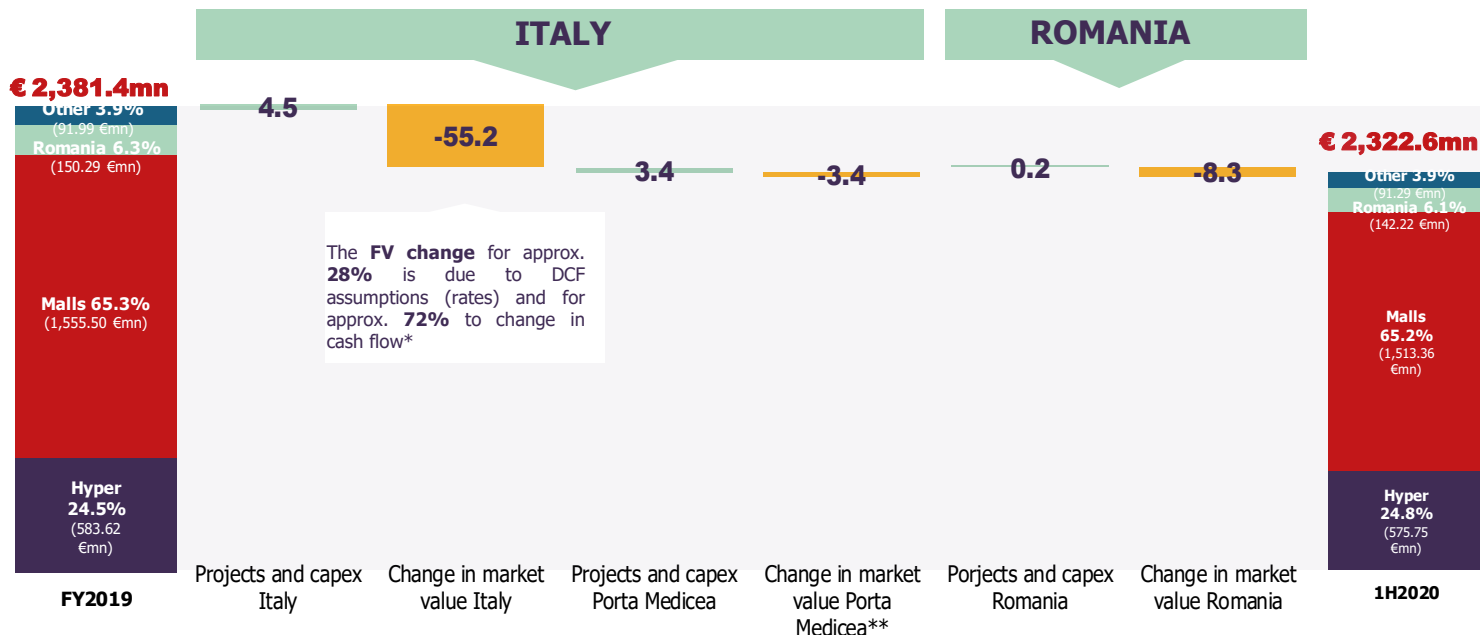 ITALY
ROMANIA
€ 2,381.4mn
Other 3.9%
(91.99 €mn)
Romania 6.3%
(150.29 €mn)
Malls 65.3%
(1,555.50 €mn)
Hyper
24.5%
(583.62
€mn)
FY2019
4.5
-55.2
3.4
-3.4
0.2
-8.3
The FV change for approx.
28% is due to DCF
assumptions (rates) and for
approx. 72% to change in
cash flow*
Projects and capex
Italy
Change in market
value Italy
Projects and capex
Porta Medicea
Change in market
value Porta
Medicea**
Porjects and capex
Romania
Change in market
value Romania
€ 2,322.6mn
Other 3.9%
(91.29 €mn)
Romania 6.1%
(142.22 €mn)
Malls
65.2%
(1,513.36
€mn)
Hyper
24.8%
(575.75
€mn)
1H2020